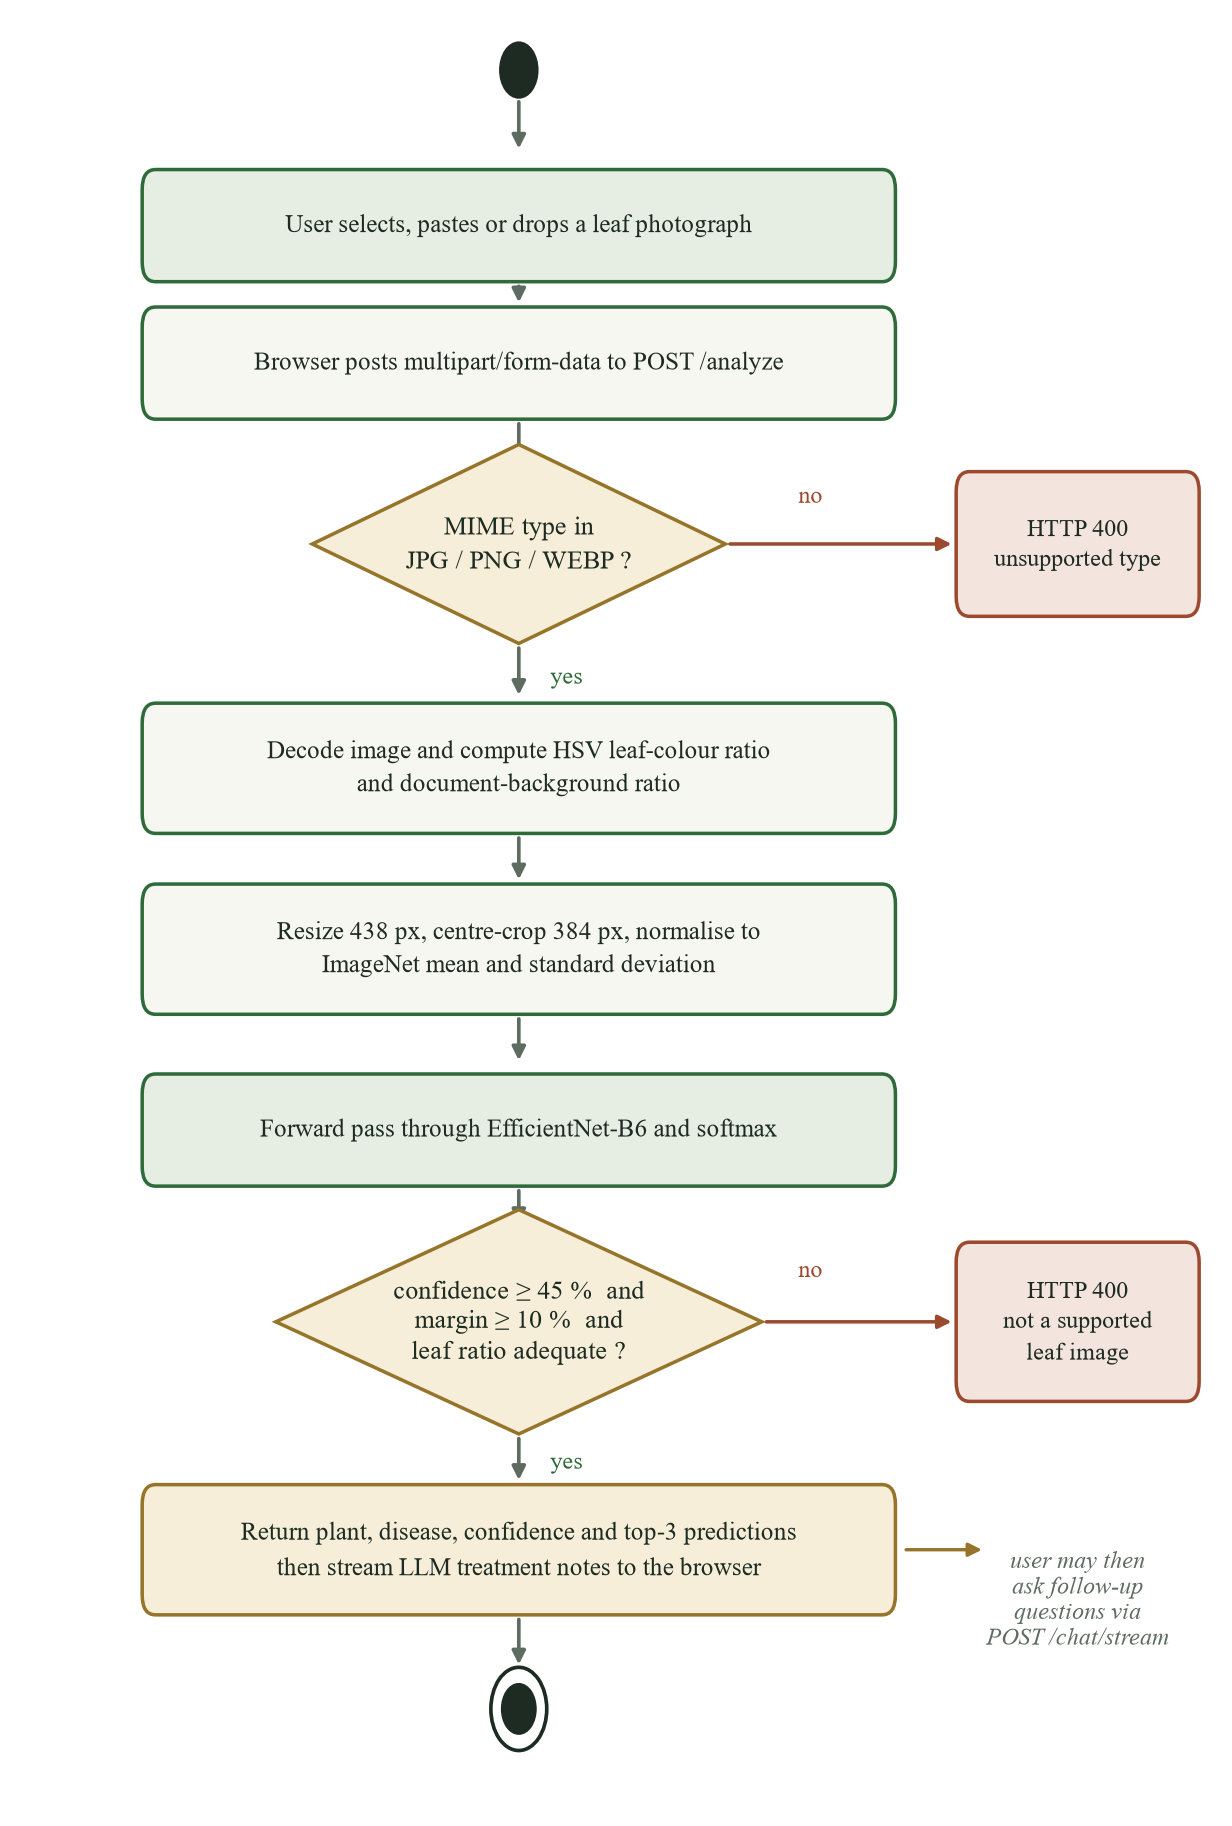 User selects, pastes or drops a leaf photograph
Browser posts multipart/form-data to POST /analyze
MIME type in
JPG / PNG / WEBP ?
no
HTTP 400
unsupported type
yes
Decode image and compute HSV leaf-colour ratio
and document-background ratio
Resize 438 px, centre-crop 384 px, normalise to
ImageNet mean and standard deviation
Forward pass through EfficientNet-B6 and softmax
confidence ≥ 45 %  and
margin ≥ 10 %  and
leaf ratio adequate ?
no
HTTP 400
not a supported
leaf image
yes
Return plant, disease, confidence and top-3 predictions
then stream LLM treatment notes to the browser
user may then
ask follow-up
questions via
POST /chat/stream